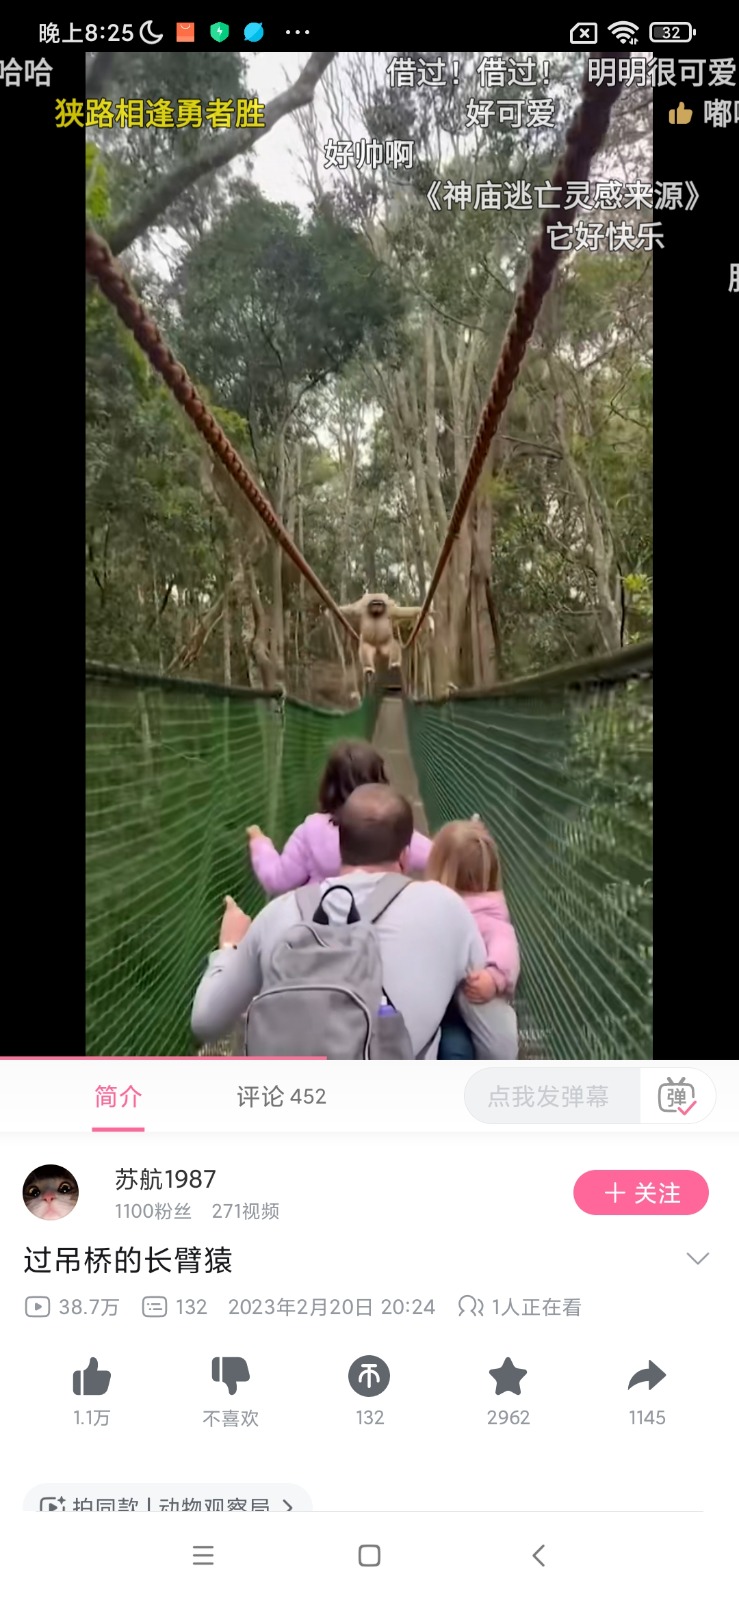 晚上8:25
32
哈哈
借过！借过！
明明很可爱
狭路相逢勇者胜
好可爱
好帅啊
《神庙逃亡灵感来源》
它好快乐
简介
评论 452
点我发弹幕
弹
苏航1987
1100粉丝 271视频
＋ 关注
过吊桥的长臂猿
38.7万 132 2023年2月20日 20:24 1人正在看
1.1万 不喜欢 132 2962 1145
拍同款 | 动物观察局